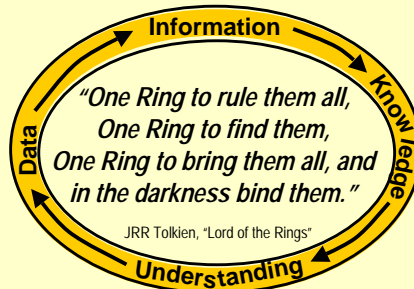 Information
Knowledge
Understanding
Data
“One Ring to rule them all,
One Ring to find them,
One Ring to bring them all, and
in the darkness bind them.”
JRR Tolkien, “Lord of the Rings”